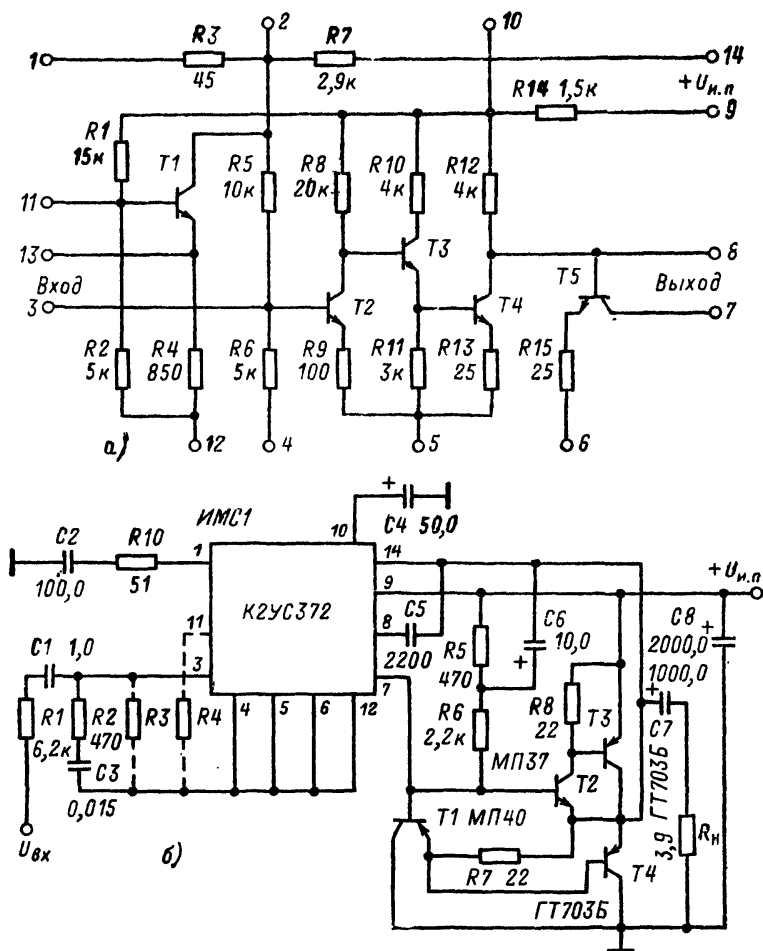 2
10
R3
R7
1
14
45
2,9к
+Uи.п
R14 1,5к
9
R1
15к
T1
R5
10к
R8
20к
R10
4к
R12
4к
11
13
T3
8
T5
Вход
Выход
3
T2
T4
7
R2
5к
R4
850
R6
5к
R9
100
R11
3к
R13
25
R15
25
а)
12
4
5
6
+
ИМС1
10
C4
50,0
C2
R10
1
14
100,0
51
9
+Uи.п
К2УС372
C5
11
8
2200
R5
470
C6
10,0
+
C8
2000,0
+
1000,0
C1
1,0
3
7
R1
6,2к
R2
470
R3
R4
4
5
6
12
R6
2,2к
R8
22
T3
+
C7
МП37
T2
C3
0,015
T1 МП40
ГТ703Б
3,9
Rн
Uвх
б)
R7
22
T4
ГТ703Б